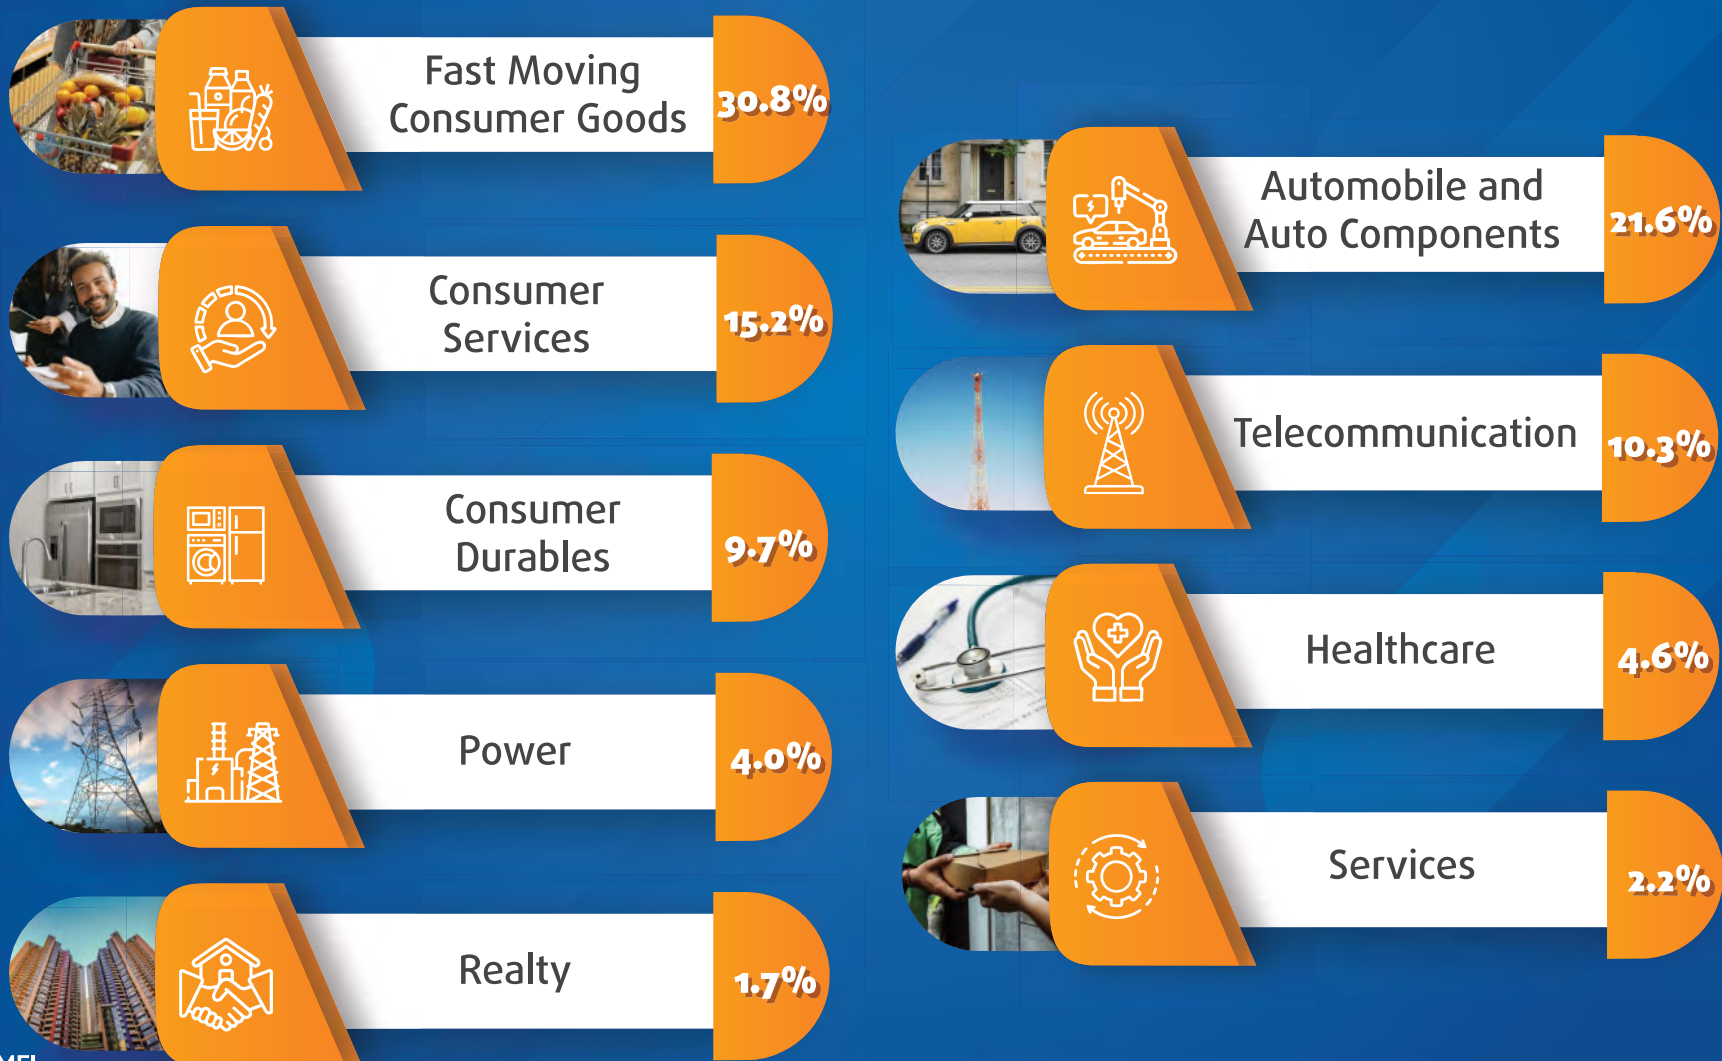 Fast Moving
Consumer Goods
30.8%
Automobile and
Auto Components
21.6%
Consumer
Services
15.2%
Telecommunication
10.3%
Consumer
Durables
9.7%
Healthcare
4.6%
Power
4.0%
Services
2.2%
Realty
1.7%